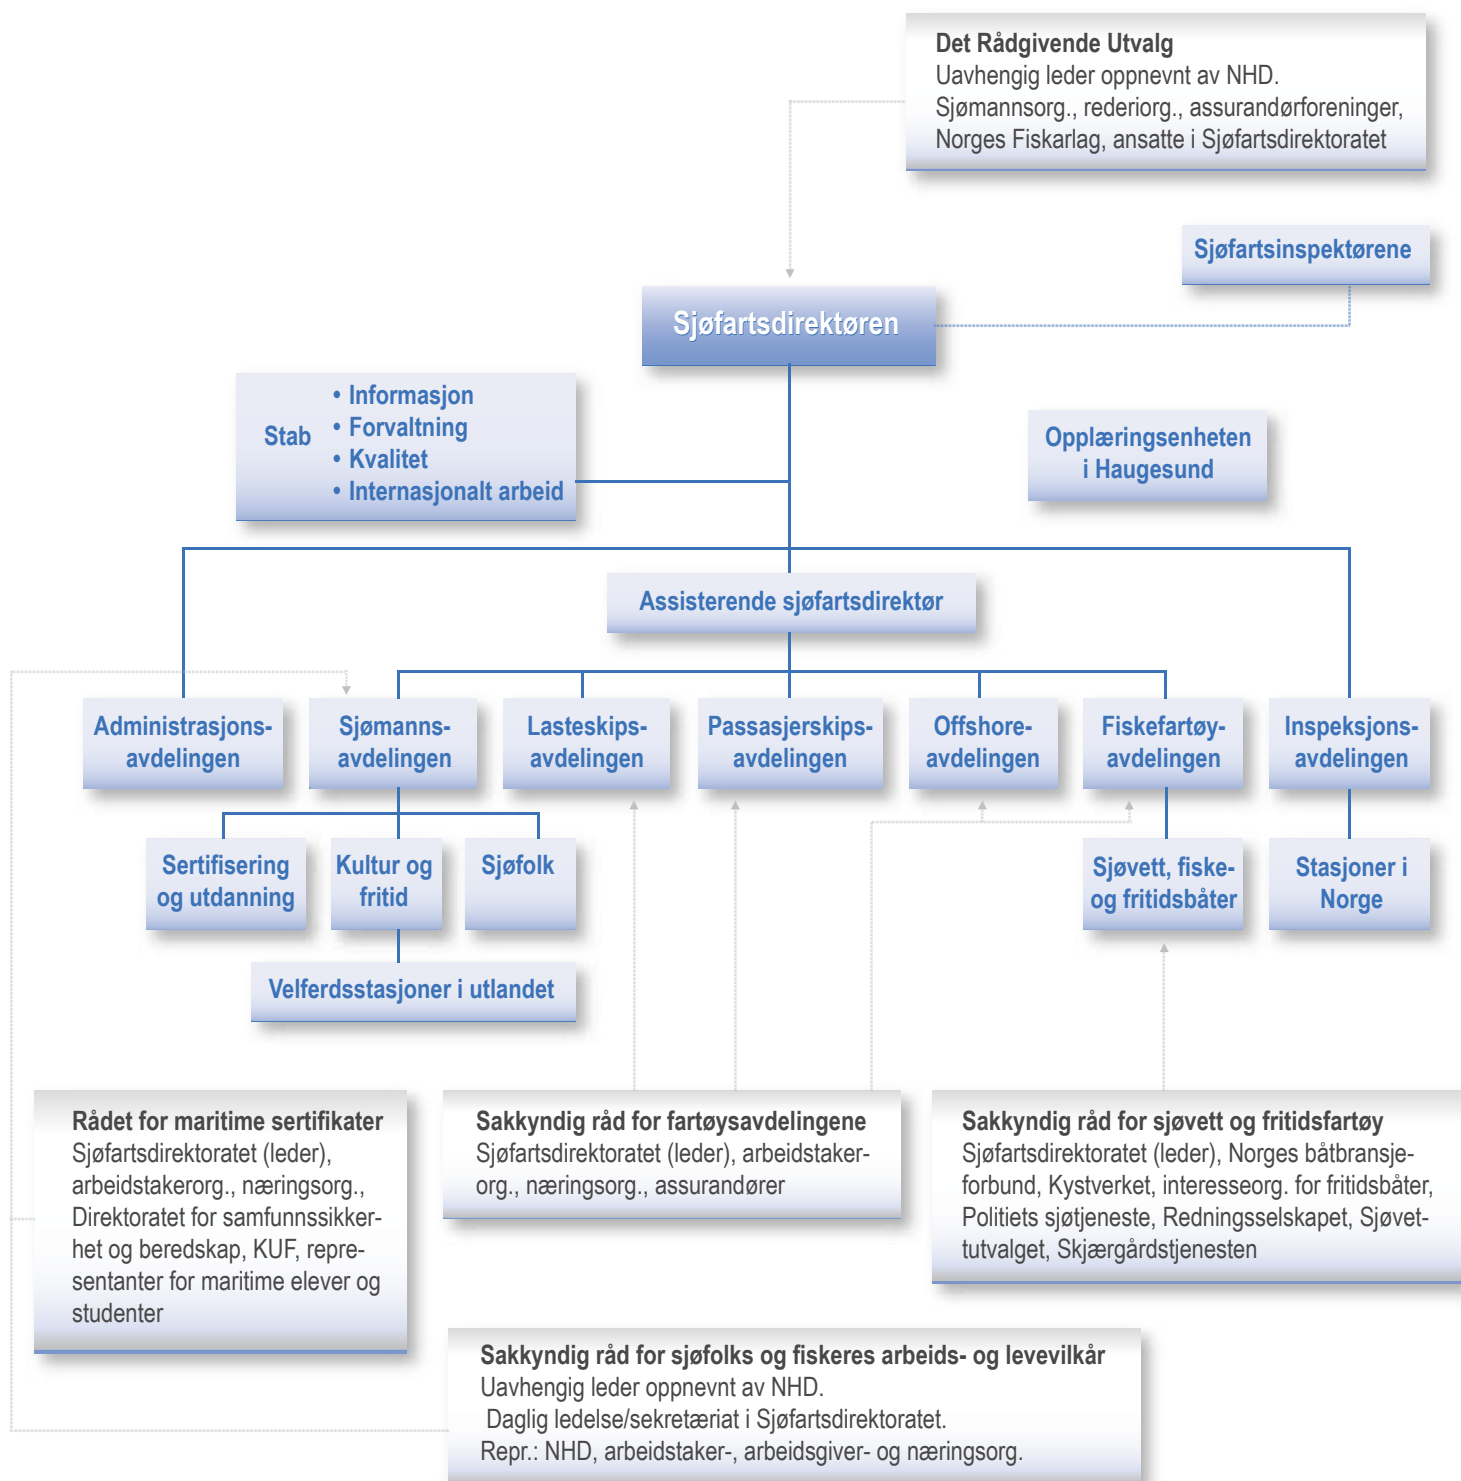 Det Rådgivende Utvalg
Uavhengig leder oppnevnt av NHD.
Sjømannsorg., rederiorg., assurandørforeninger,
Norges Fiskarlag, ansatte i Sjøfartsdirektoratet
Sjøfartsinspektørene
Sjøfartsdirektøren
Stab
• Informasjon
• Forvaltning
• Kvalitet
• Internasjonalt arbeid
Opplæringsenheten
i Haugesund
Assisterende sjøfartsdirektør
Administrasjons-
avdelingen
Sjømanns-
avdelingen
Lasteskips-
avdelingen
Passasjerskips-
avdelingen
Offshore-
avdelingen
Fiskefartøy-
avdelingen
Inspeksjons-
avdelingen
Sertifisering
og utdanning
Kultur og
fritid
Sjøfolk
Sjøvett, fiske-
og fritidsbåter
Stasjoner i
Norge
Velferdsstasjoner i utlandet
Rådet for maritime sertifikater
Sjøfartsdirektoratet (leder),
arbeidstakerorg., næringsorg.,
Direktoratet for samfunnssikker-
het og beredskap, KUF, repre-
sentanter for maritime elever og
studenter
Sakkyndig råd for fartøysavdelingene
Sjøfartsdirektoratet (leder), arbeidstaker-
org., næringsorg., assurandører
Sakkyndig råd for sjøvett og fritidsfartøy
Sjøfartsdirektoratet (leder), Norges båtbransje-
forbund, Kystverket, interesseorg. for fritidsbåter,
Politiets sjøtjeneste, Redningsselskapet, Sjøvet-
tutvalget, Skjærgårdstjenesten
Sakkyndig råd for sjøfolks og fiskeres arbeids- og levevilkår
Uavhengig leder oppnevnt av NHD.
Daglig ledelse/sekretæriat i Sjøfartsdirektoratet.
Repr.: NHD, arbeidstaker-, arbeidsgiver- og næringsorg.